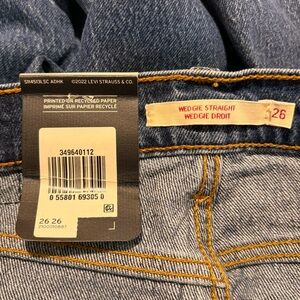 ©2022 LEVI STRAUSS & CO.
PRINTED ON RECYCLED PAPER
IMPRIMÉ SUR PAPIER RECYCLÉ
349640112
0 55801 69305 0
26 26
WEDGIE STRAIGHT
WEDGIE DROIT
26